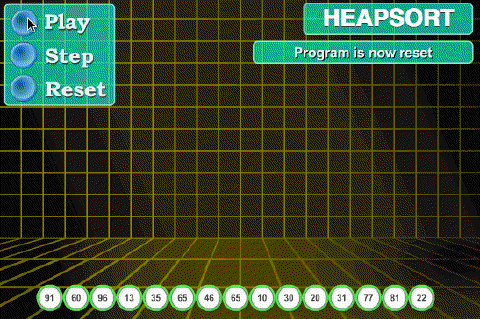 Play
Step
Reset
HEAPSORT
Program is now reset
91 60 96 13 35 65 46 65 10 30 20 31 77 81 22